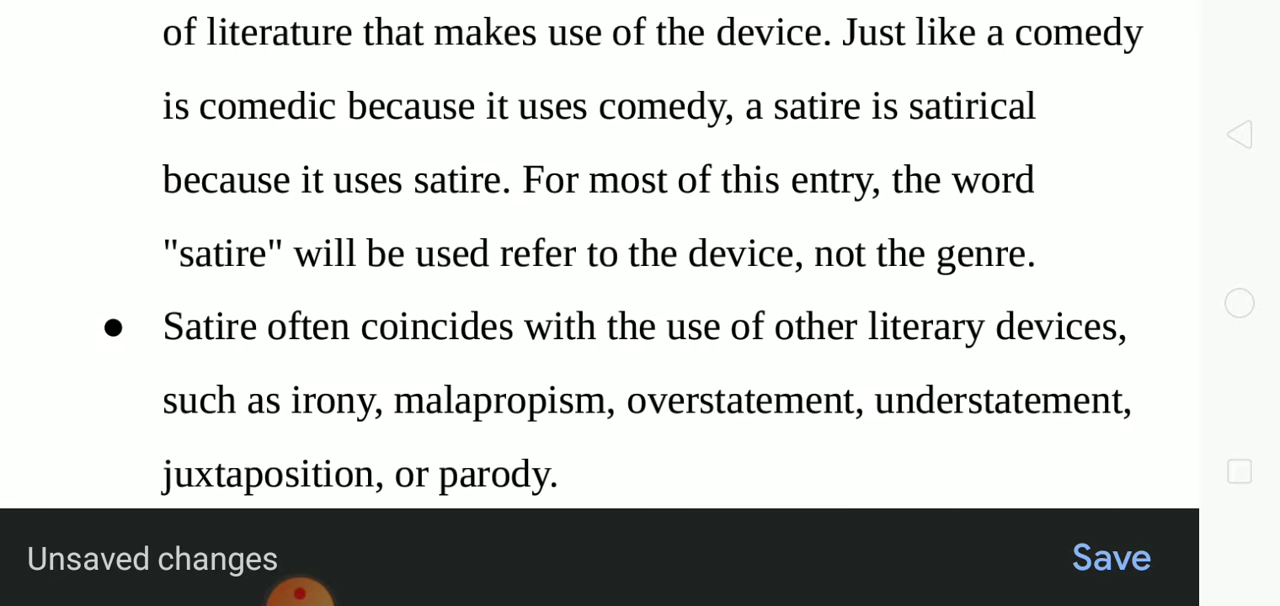 of literature that makes use of the device. Just like a comedy
is comedic because it uses comedy, a satire is satirical
because it uses satire. For most of this entry, the word
"satire" will be used refer to the device, not the genre.
● Satire often coincides with the use of other literary devices,
such as irony, malapropism, overstatement, understatement,
juxtaposition, or parody.
Unsaved changes
Save